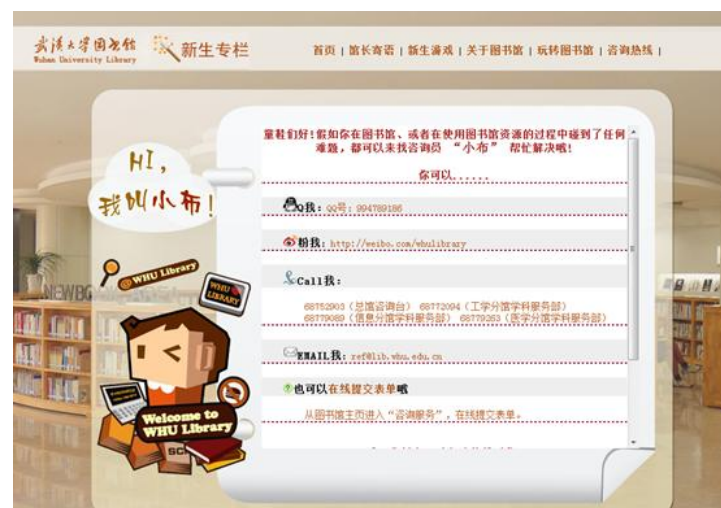 武汉大学图书馆
Wuhan University Library
新生专栏
首页 | 馆长寄语 | 新生游戏 | 关于图书馆 | 玩转图书馆 | 咨询热线 |
童鞋们好!假如你在图书馆、或者在使用图书馆资源的过程中碰到了任何
难题,都可以来找咨询员 “小布” 帮忙解决哦!
你可以......
HI,
我叫小布!
Q我:QQ号:994789186
粉我:http://weibo.com/whulibrary
Call我:
68752903(总馆咨询台) 68772094(工学分馆学科服务部)
68779089(信息分馆学科服务部) 68779263(医学分馆学科服务部)
EMAIL我:ref@lib.whu.edu.cn
也可以在线提交表单哦
从图书馆主页进入“咨询服务”,在线提交表单。
@WHU Library
WHU
LIBRARY
Welcome to
WHU Library